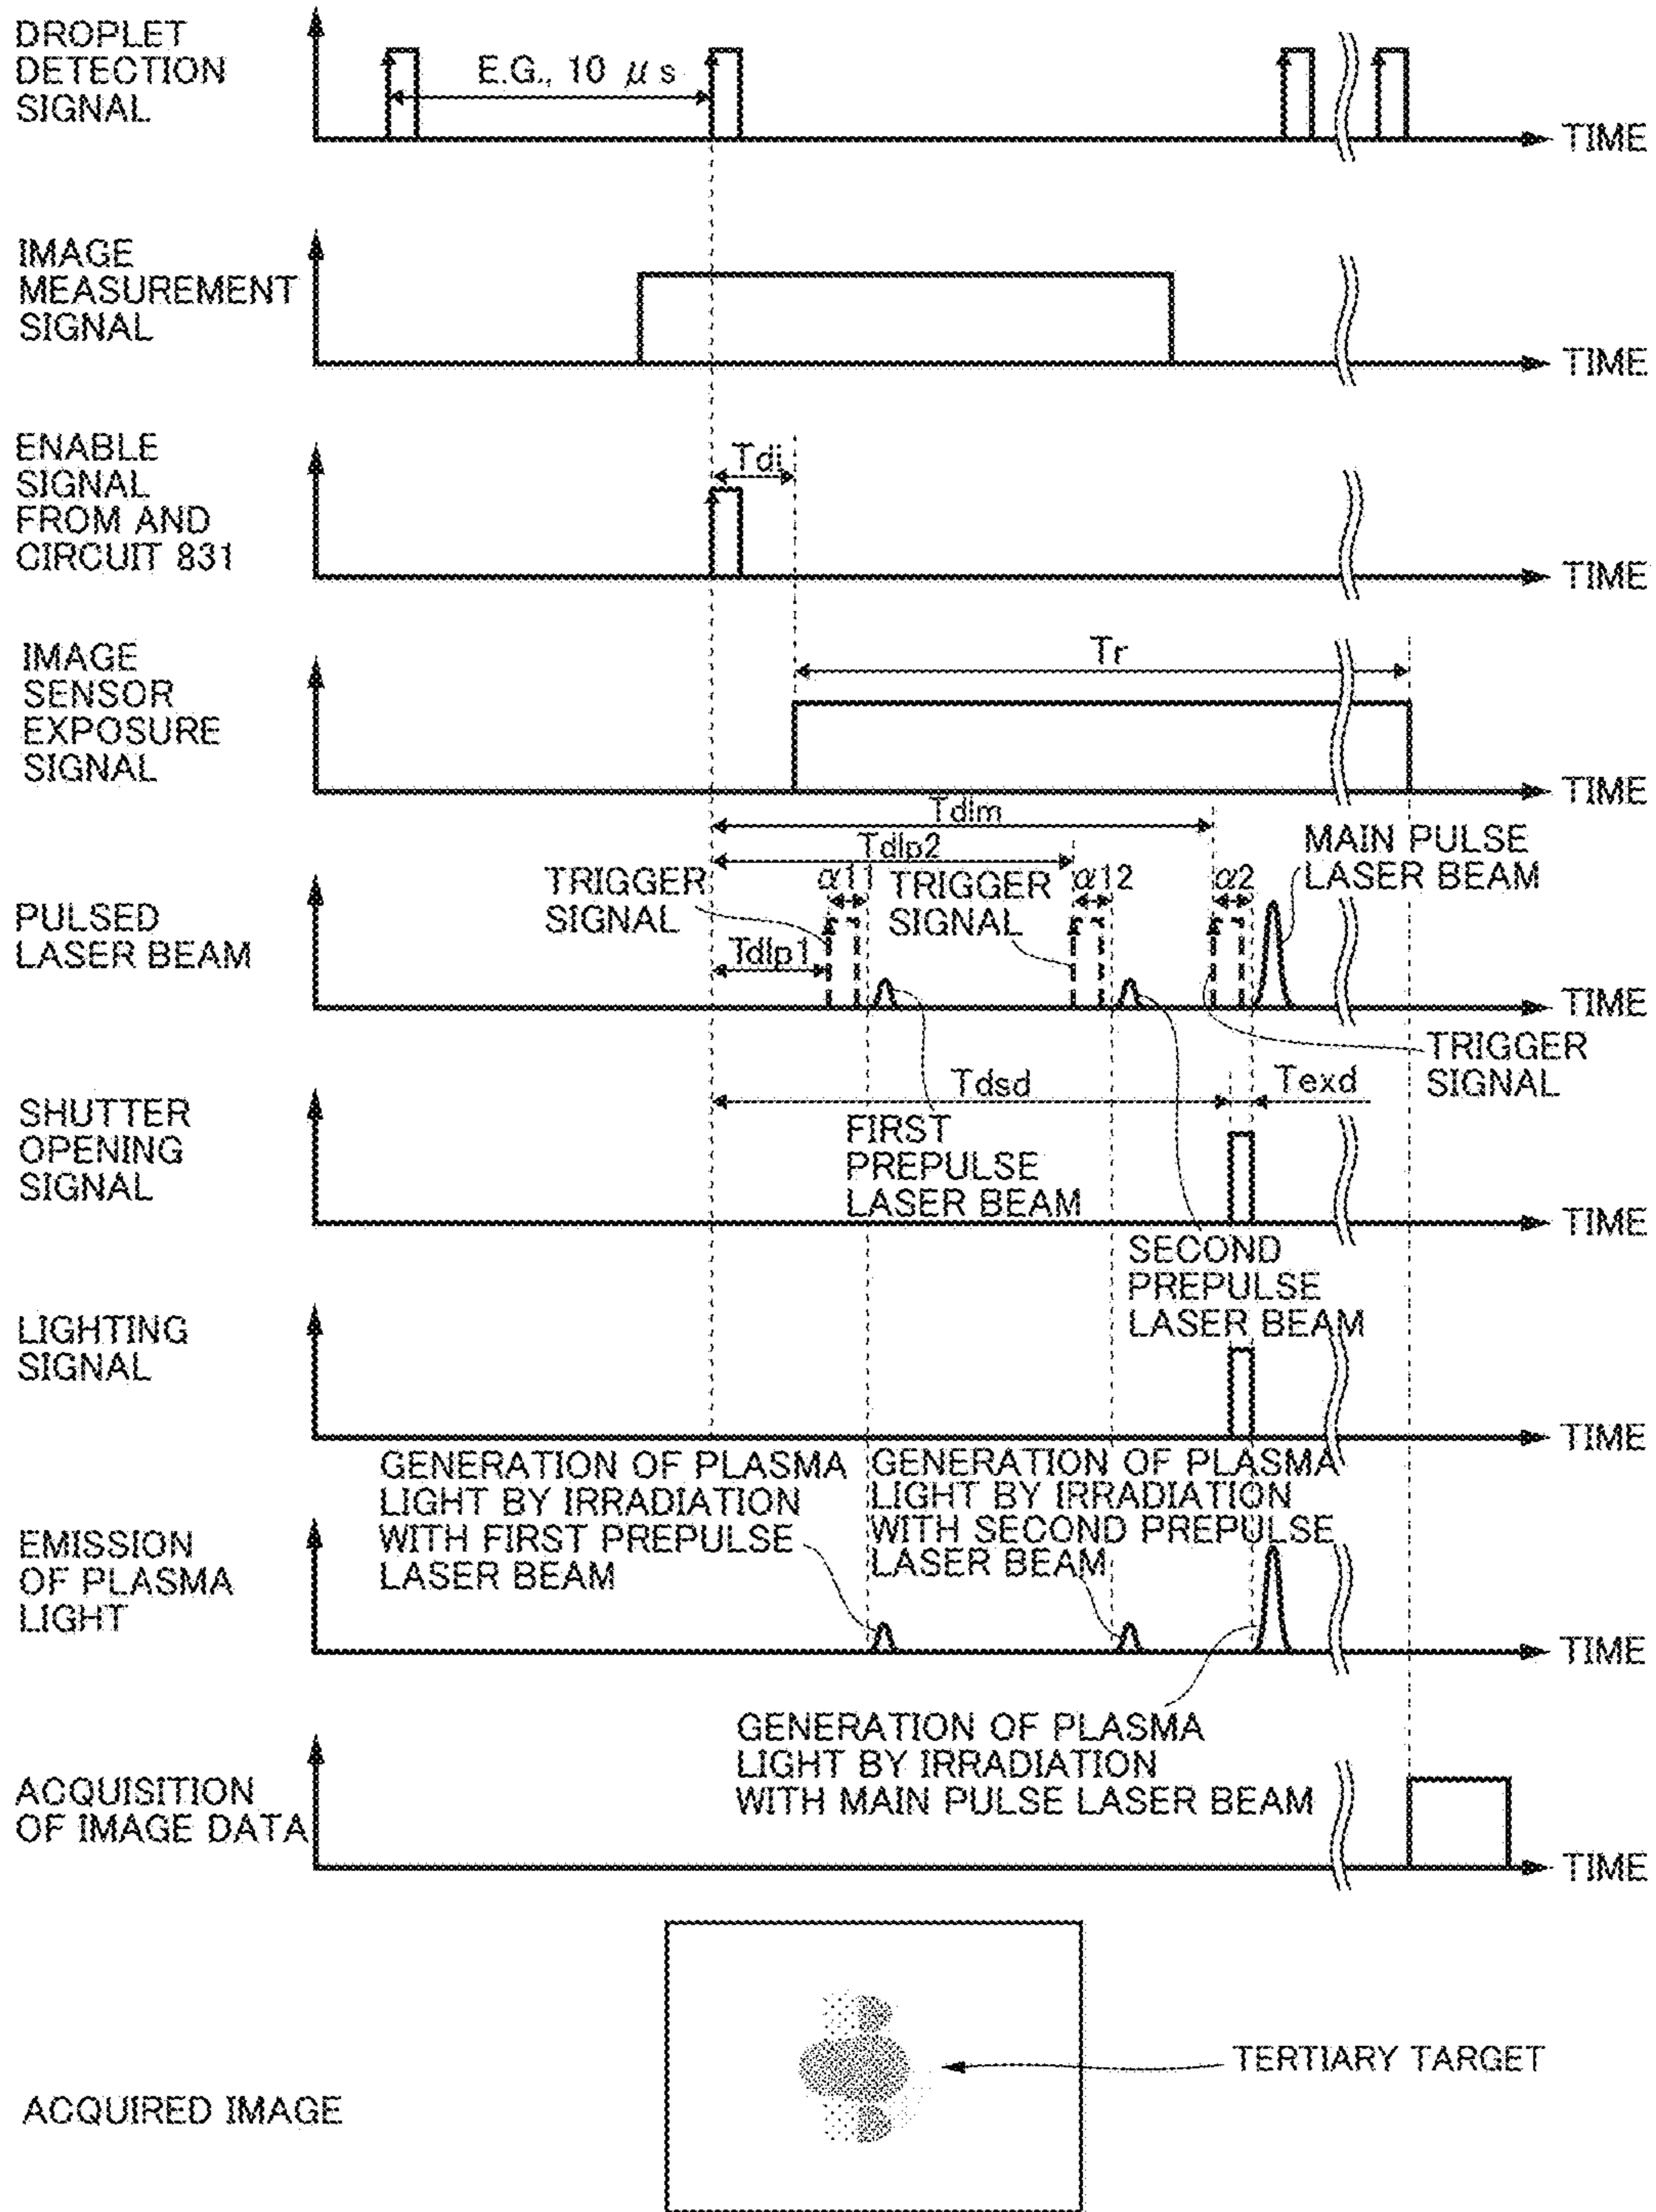 DROPLET
DETECTION
SIGNAL
E.G., 10 μs
TIME
IMAGE
MEASUREMENT
SIGNAL
TIME
ENABLE
SIGNAL
FROM AND
CIRCUIT 831
Tdi
TIME
IMAGE
SENSOR
EXPOSURE
SIGNAL
Tr
TIME
PULSED
LASER BEAM
Tdlm
Tdlp2
Tdlp1
TRIGGER
SIGNAL
α11
TRIGGER
SIGNAL
α12
α2
MAIN PULSE
LASER BEAM
TIME
TRIGGER
SIGNAL
SHUTTER
OPENING
SIGNAL
Tdsd
Texd
FIRST
PREPULSE
LASER BEAM
TIME
SECOND
PREPULSE
LASER BEAM
LIGHTING
SIGNAL
TIME
EMISSION
OF PLASMA
LIGHT
GENERATION OF PLASMA
LIGHT BY IRRADIATION
WITH FIRST PREPULSE
LASER BEAM
GENERATION OF PLASMA
LIGHT BY IRRADIATION
WITH SECOND PREPULSE
LASER BEAM
TIME
GENERATION OF PLASMA
LIGHT BY IRRADIATION
WITH MAIN PULSE LASER BEAM
ACQUISITION
OF IMAGE DATA
TIME
TERTIARY TARGET
ACQUIRED IMAGE